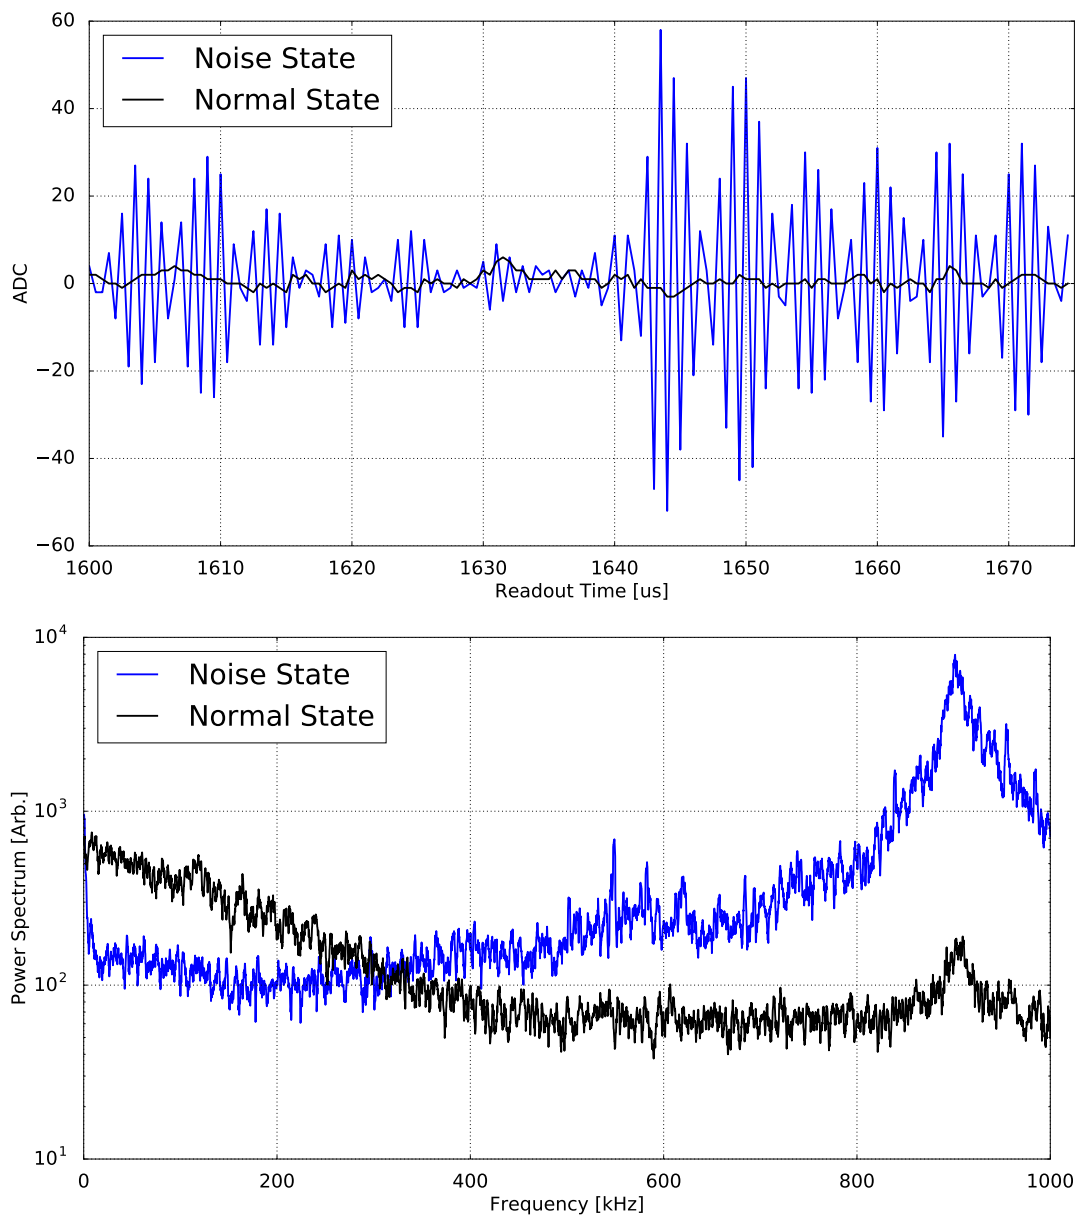 60
Noise State
Normal State
40
20
0
−20
−40
−60
ADC
1600 1610 1620 1630 1640 1650 1660 1670
Readout Time [us]
10^4
Noise State
Normal State
10^3
10^2
10^1
Power Spectrum [Arb.]
0 200 400 600 800 1000
Frequency [kHz]